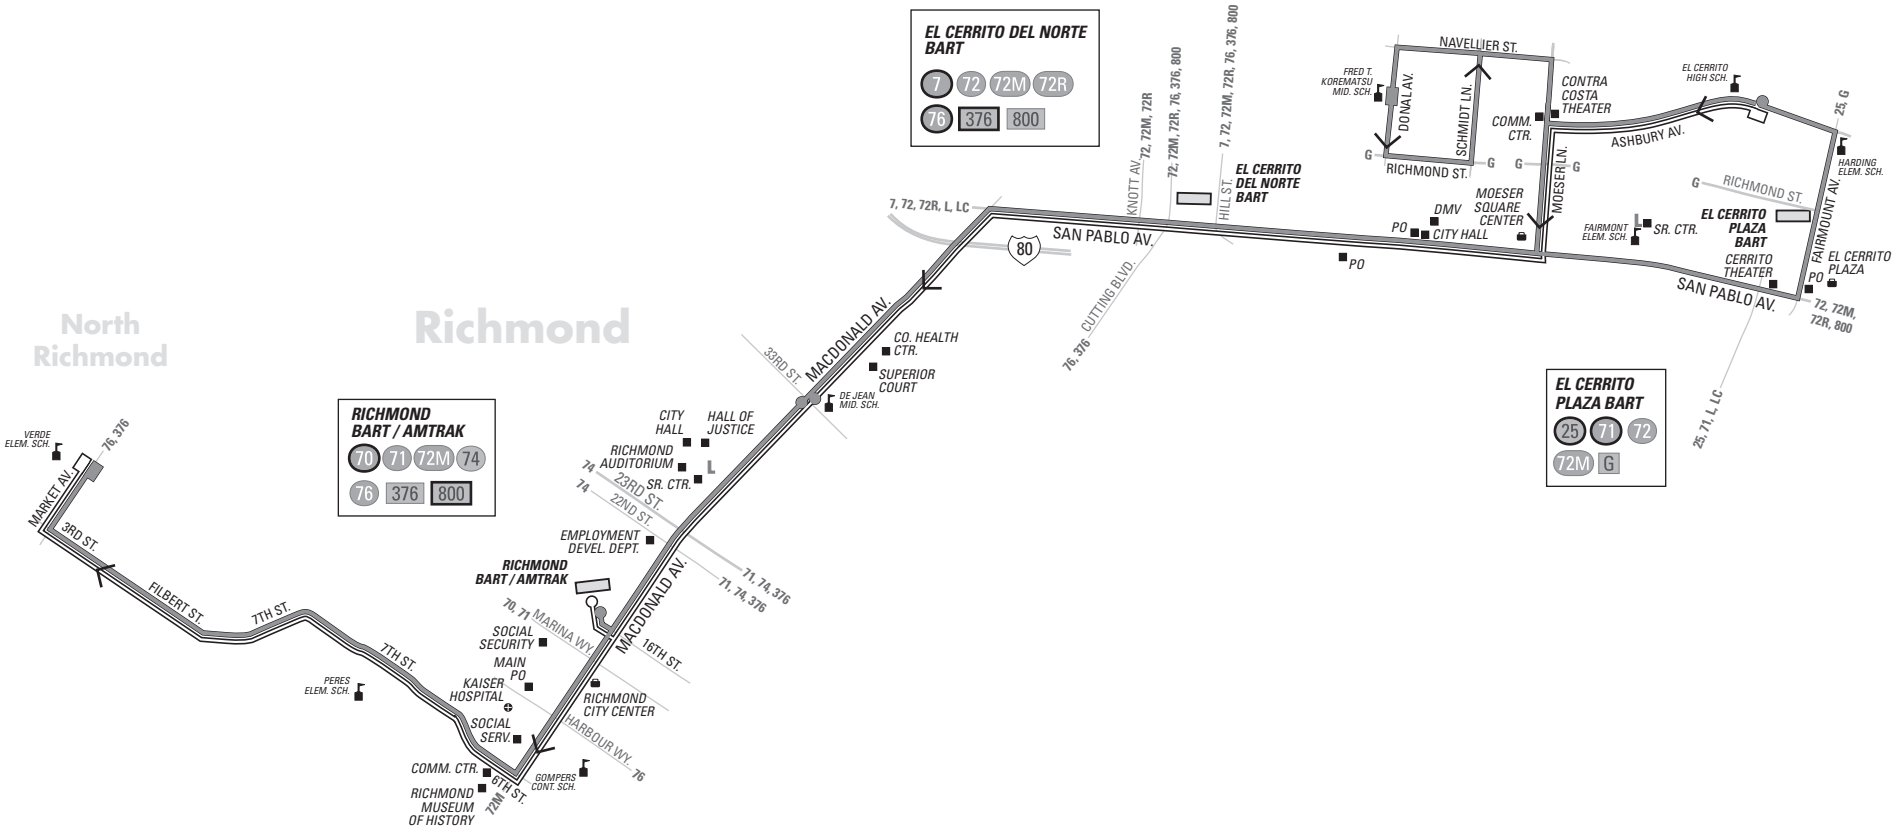 EL CERRITO DEL NORTE
BART
7 72 72M 72R
76 376 800
72, 72M, 72R
72, 72M, 72R, 76, 376, 800
7, 72, 72M, 72R, 76, 376, 800
KNOTT AV.
HILL ST.
EL CERRITO
DEL NORTE
BART
7, 72, 72R, L, LC
80
SAN PABLO AV.
CUTTING BLVD.
76, 376
PO
NAVELLIER ST.
FRED T.
KOREMATSU
MID. SCH.
DONAL AV.
SCHMIDT LN.
G
RICHMOND ST.
G
CONTRA
COSTA
THEATER
COMM.
CTR.
G
G
MOESER LN.
MOESER
SQUARE
CENTER
DMV
PO
CITY HALL
EL CERRITO
HIGH SCH.
ASHBURY AV.
25, G
HARDING
ELEM. SCH.
G
RICHMOND ST.
FAIRMOUNT AV.
L
FAIRMONT
ELEM. SCH.
SR. CTR.
EL CERRITO
PLAZA
BART
CERRITO
THEATER
PO
EL CERRITO
PLAZA
SAN PABLO AV.
72, 72M,
72R, 800
25, 71, L, LC
EL CERRITO
PLAZA BART
25 71 72
72M G
North
Richmond
Richmond
MACDONALD AV.
33RD ST.
CO. HEALTH
CTR.
SUPERIOR
COURT
DE JEAN
MID. SCH.
RICHMOND
BART / AMTRAK
70 71 72M 74
76 376 800
CITY
HALL
HALL OF
JUSTICE
RICHMOND
AUDITORIUM
L
SR. CTR.
74
23RD ST.
74
22ND ST.
EMPLOYMENT
DEVEL. DEPT.
71, 74, 376
71, 74, 376
RICHMOND
BART / AMTRAK
MACDONALD AV.
16TH ST.
70, 71
MARINA WY.
SOCIAL
SECURITY
MAIN
PO
KAISER
HOSPITAL
RICHMOND
CITY CENTER
SOCIAL
SERV.
HARBOUR WY.
76
GOMPERS
CONT. SCH.
COMM. CTR.
6TH ST.
72M
RICHMOND
MUSEUM
OF HISTORY
VERDE
ELEM. SCH.
76, 376
MARKET AV.
3RD ST.
FILBERT ST.
7TH ST.
7TH ST.
PERES
ELEM. SCH.